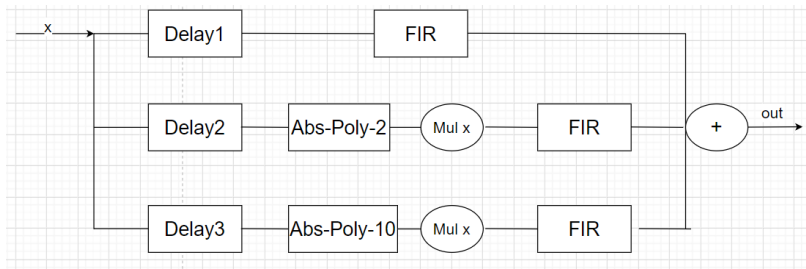 x
Delay1
FIR
Delay2
Abs-Poly-2
Mul x
FIR
+
out
Delay3
Abs-Poly-10
Mul x
FIR